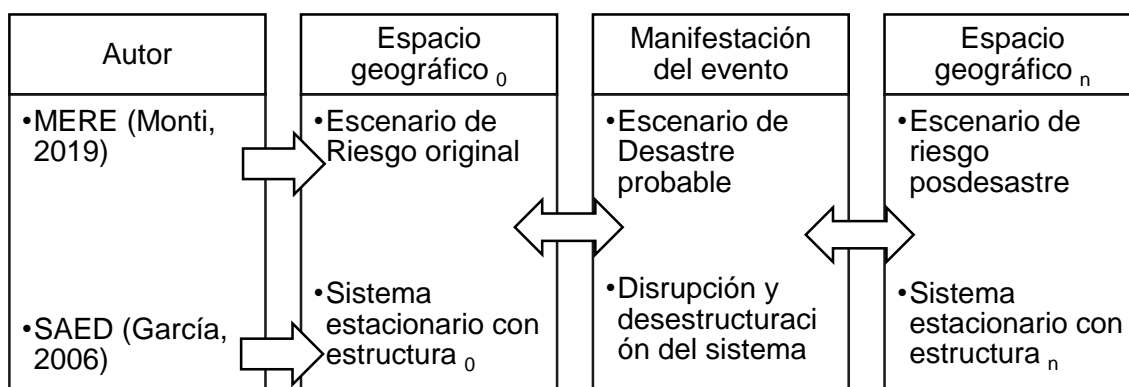 Autor
•MERE (Monti,
2019)
•SAED (García,
2006)
Espacio
geográfico 0
•Escenario de
Riesgo original
•Sistema
estacionario con
estructura 0
Manifestación
del evento
•Escenario de
Desastre
probable
•Disrupción y
desestructuraci
ón del sistema
Espacio
geográfico n
•Escenario de
riesgo
posdesastre
•Sistema
estacionario con
estructura n